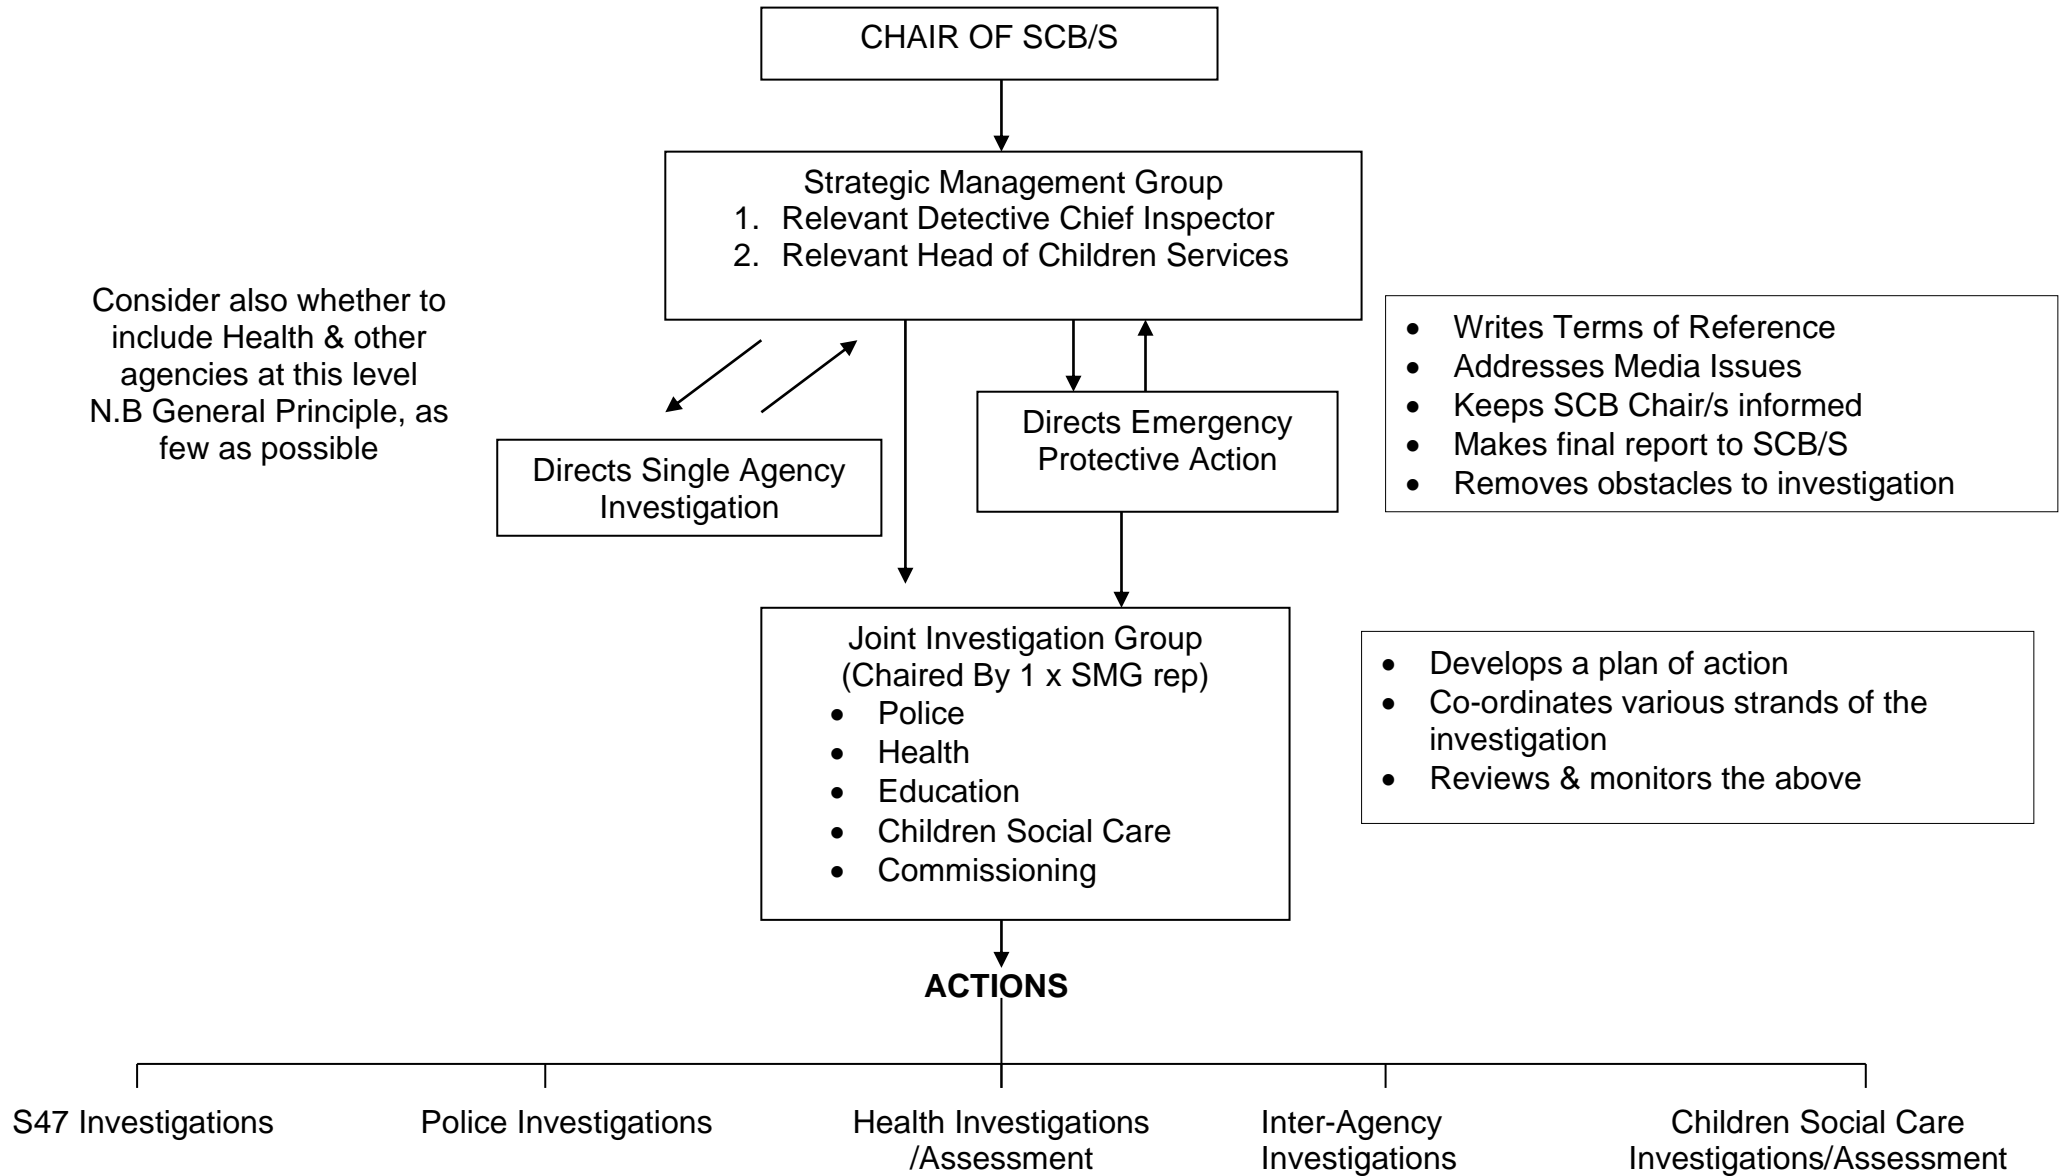 CHAIR OF SCB/S
Strategic Management Group
1. Relevant Detective Chief Inspector
2. Relevant Head of Children Services
Consider also whether to
include Health & other
agencies at this level
N.B General Principle, as
few as possible
• Writes Terms of Reference
• Addresses Media Issues
• Keeps SCB Chair/s informed
• Makes final report to SCB/S
• Removes obstacles to investigation
Directs Single Agency
Investigation
Directs Emergency
Protective Action
Joint Investigation Group
(Chaired By 1 x SMG rep)
• Police
• Health
• Education
• Children Social Care
• Commissioning
• Develops a plan of action
• Co-ordinates various strands of the
investigation
• Reviews & monitors the above
ACTIONS
S47 Investigations
Police Investigations
Health Investigations
/Assessment
Inter-Agency
Investigations
Children Social Care
Investigations/Assessment